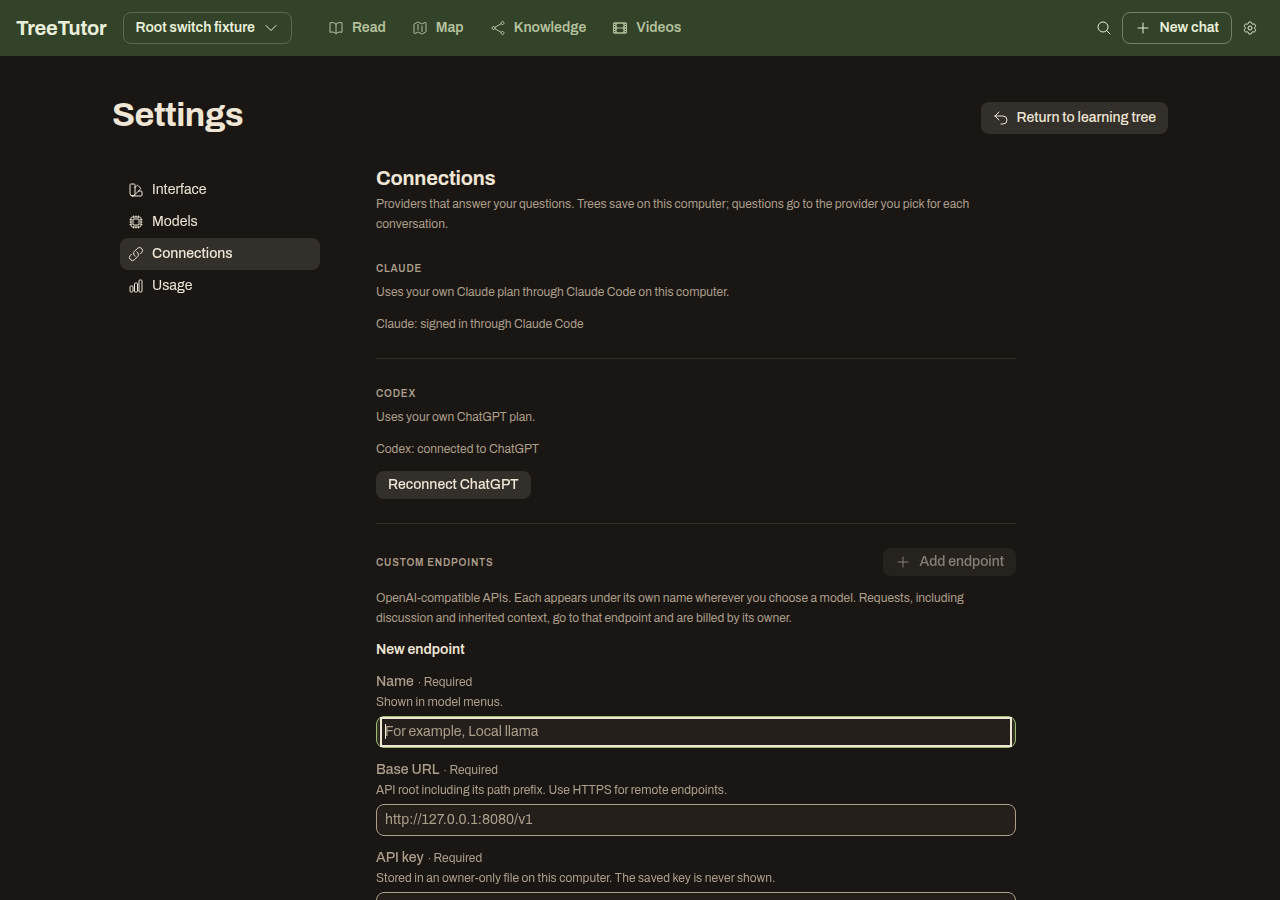 TreeTutor
Root switch fixture
Read
Map
Knowledge
Videos
New chat
Settings
Return to learning tree
Interface
Models
Connections
Usage
Connections
Providers that answer your questions. Trees save on this computer; questions go to the provider you pick for each
conversation.
CLAUDE
Uses your own Claude plan through Claude Code on this computer.
Claude: signed in through Claude Code
CODEX
Uses your own ChatGPT plan.
Codex: connected to ChatGPT
Reconnect ChatGPT
CUSTOM ENDPOINTS
Add endpoint
OpenAI-compatible APIs. Each appears under its own name wherever you choose a model. Requests, including
discussion and inherited context, go to that endpoint and are billed by its owner.
New endpoint
Name · Required
Shown in model menus.
For example, Local llama
Base URL · Required
API root including its path prefix. Use HTTPS for remote endpoints.
http://127.0.0.1:8080/v1
API key · Required
Stored in an owner-only file on this computer. The saved key is never shown.